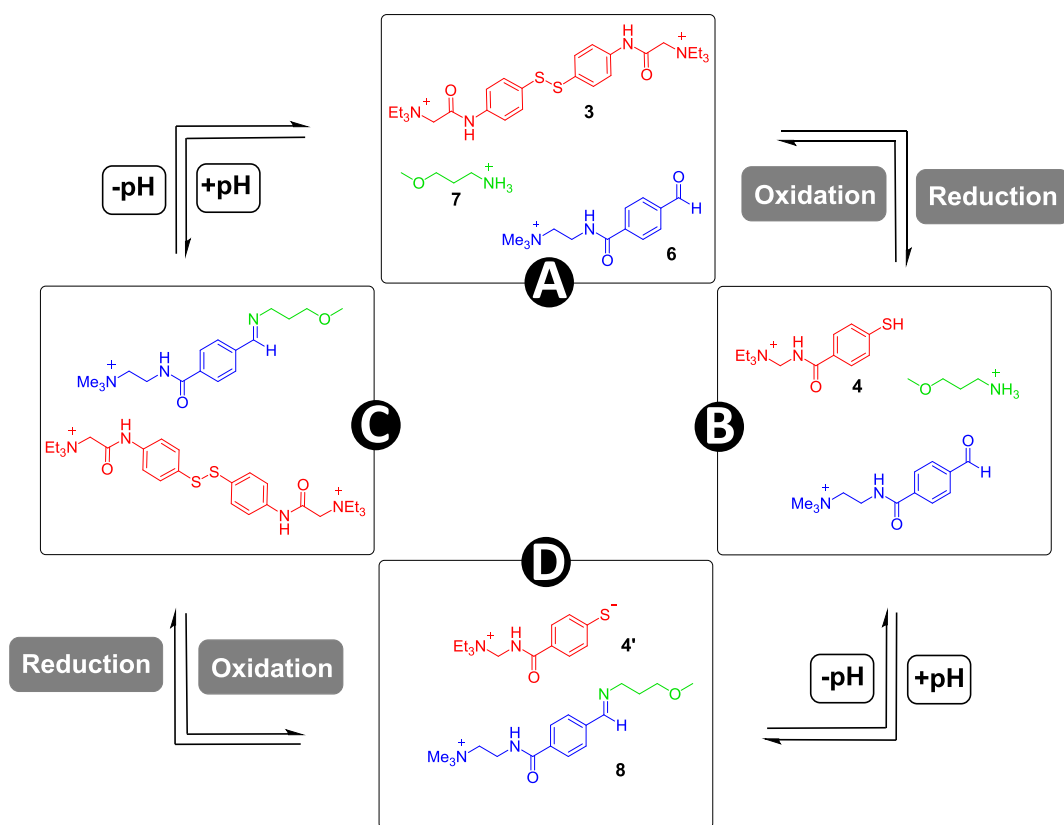 H
N
O
+
NEt3
S
S
O
N
H
+
Et3N
3
-pH
+pH
O
+
NH3
7
O
H
H
N
O
+
Me3N
6
Oxidation
Reduction
A
N
O
H
H
N
O
+
Me3N
+
Et3N
H
N
O
S
S
O
N
H
+
NEt3
C
SH
+
Et3N
H
N
O
4
O
+
NH3
O
H
H
N
O
+
Me3N
B
D
S-
+
Et3N
H
N
O
4'
N
O
H
H
N
O
+
Me3N
8
Reduction
Oxidation
-pH
+pH